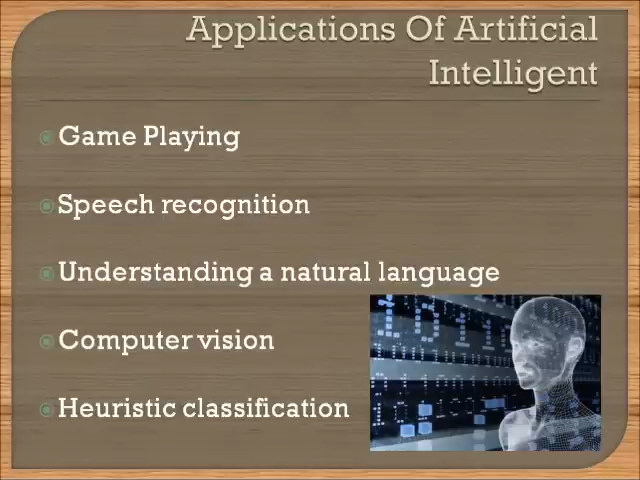 Applications Of Artificial
Intelligent
Game Playing
Speech recognition
Understanding a natural language
Computer vision
Heuristic classification